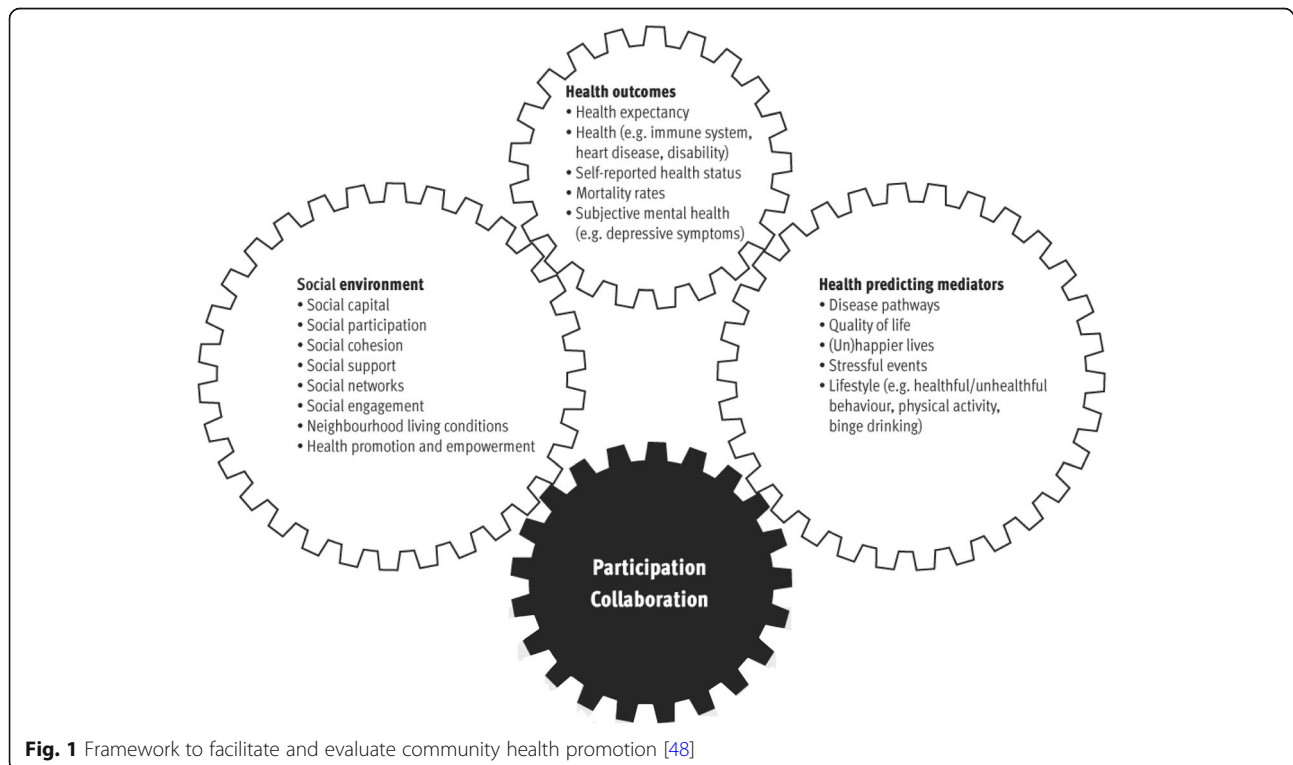 Health outcomes
• Health expectancy
• Health (e.g. immune system,
heart disease, disability)
• Self-reported health status
• Mortality rates
• Subjective mental health
(e.g. depressive symptoms)
Social environment
• Social capital
• Social participation
• Social cohesion
• Social support
• Social networks
• Social engagement
• Neighbourhood living conditions
• Health promotion and empowerment
Health predicting mediators
• Disease pathways
• Quality of life
• (Un)happier lives
• Stressful events
• Lifestyle (e.g. healthful/unhealthful
behaviour, physical activity,
binge drinking)
Participation
Collaboration
Fig. 1 Framework to facilitate and evaluate community health promotion [48]